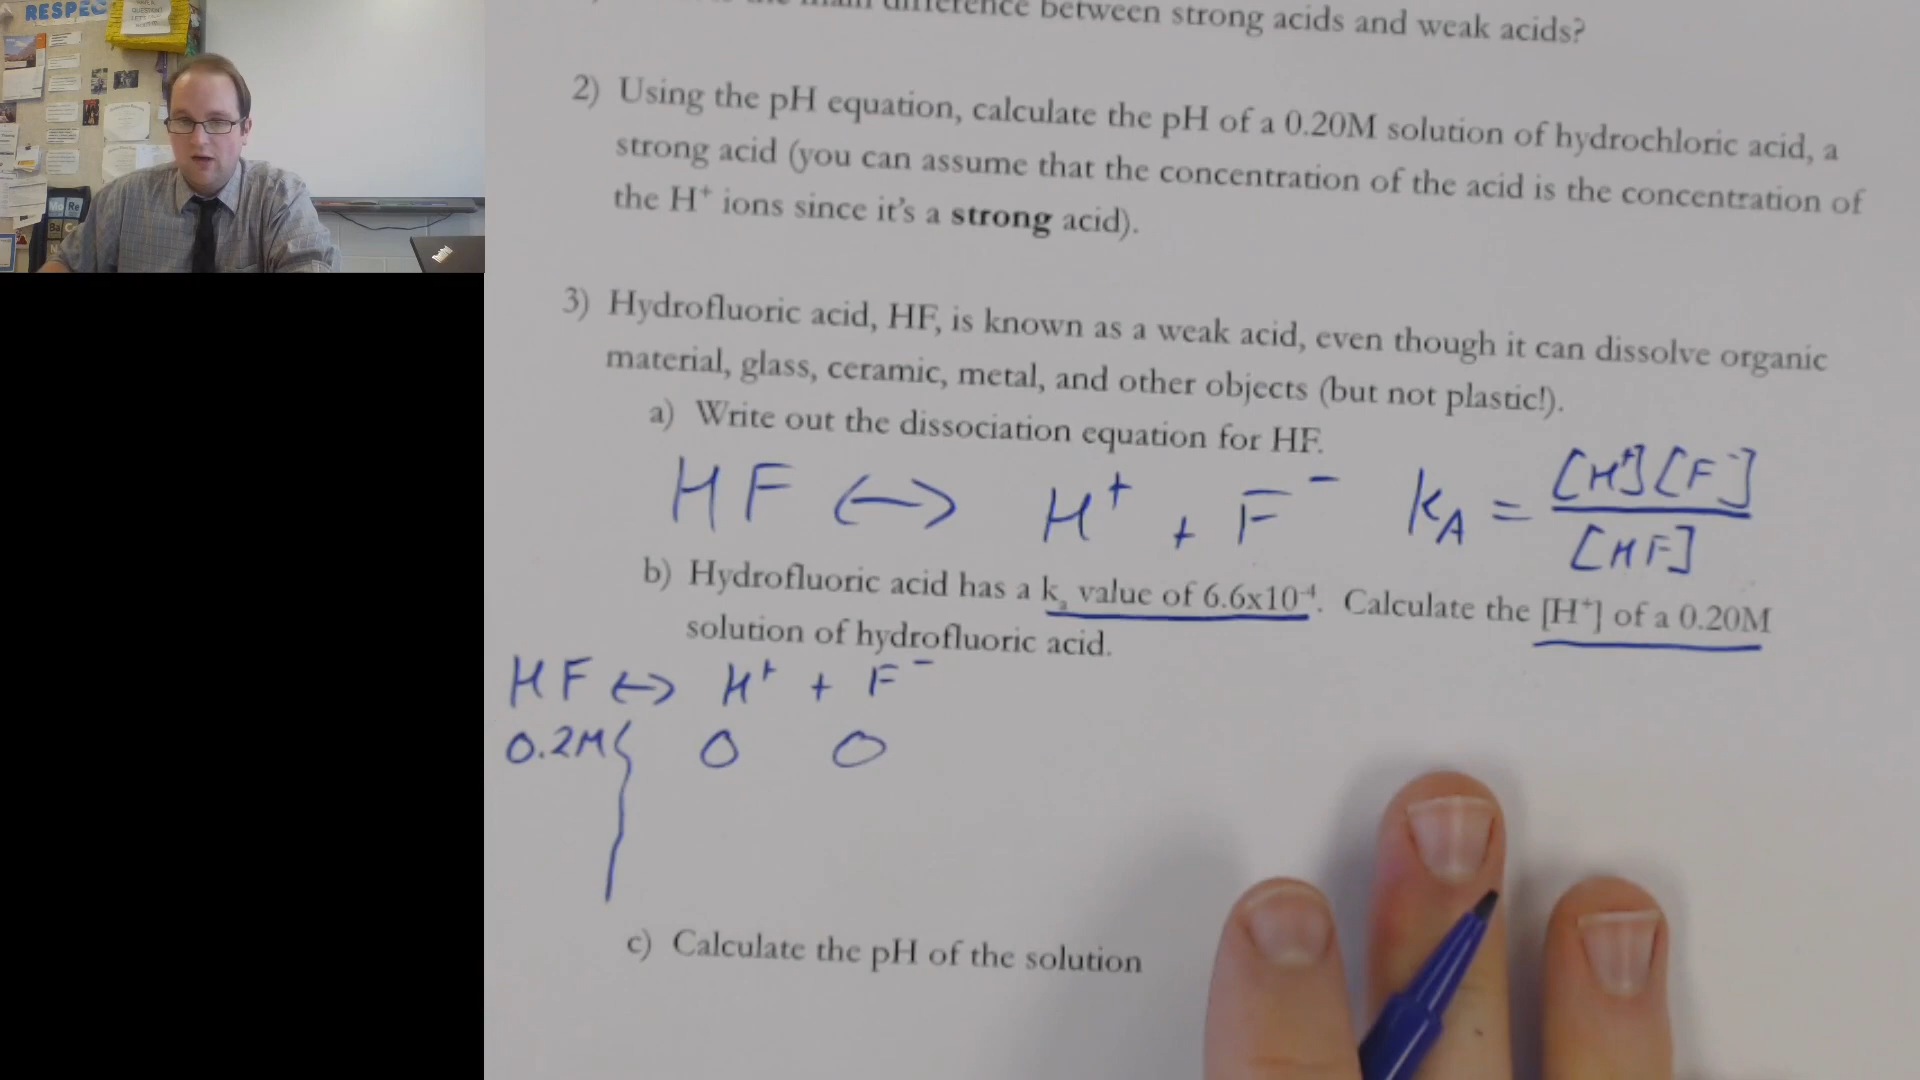 RESPEC
main difference between strong acids and weak acids?
2) Using the pH equation, calculate the pH of a 0.20M solution of hydrochloric acid, a
strong acid (you can assume that the concentration of the acid is the concentration of
the H⁺ ions since it's a strong acid).
3) Hydrofluoric acid, HF, is known as a weak acid, even though it can dissolve organic
material, glass, ceramic, metal, and other objects (but not plastic!).
a) Write out the dissociation equation for HF.
HF ↔ H⁺ + F⁻ kA = [H⁺][F⁻] / [HF]
b) Hydrofluoric acid has a kₐ value of 6.6x10⁻⁴. Calculate the [H⁺] of a 0.20M
solution of hydrofluoric acid.
HF ↔ H⁺ + F⁻
0.2M 0 0
c) Calculate the pH of the solution